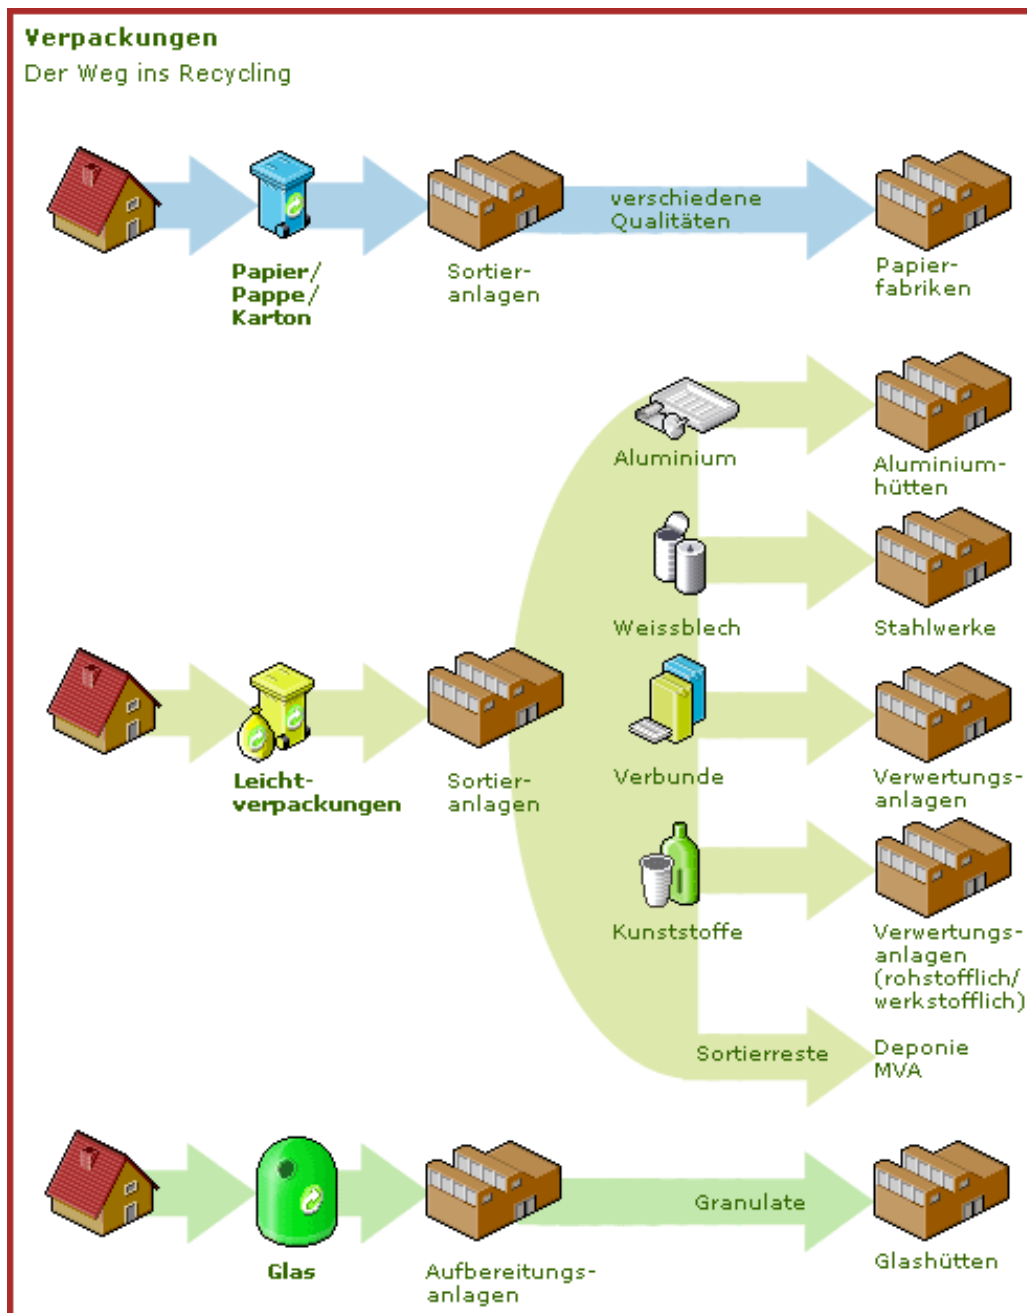 Verpackungen
Der Weg ins Recycling
verschiedene
Qualitäten
Papier/
Pappe/
Karton
Sortier-
anlagen
Papier-
fabriken
Aluminium
Aluminium-
hütten
Weissblech
Stahlwerke
Leicht-
verpackungen
Sortier-
anlagen
Verbunde
Verwertungs-
anlagen
Kunststoffe
Verwertungs-
anlagen
(rohstofflich/
werkstofflich)
Sortierreste
Deponie
MVA
Granulate
Glas
Aufbereitungs-
anlagen
Glashütten